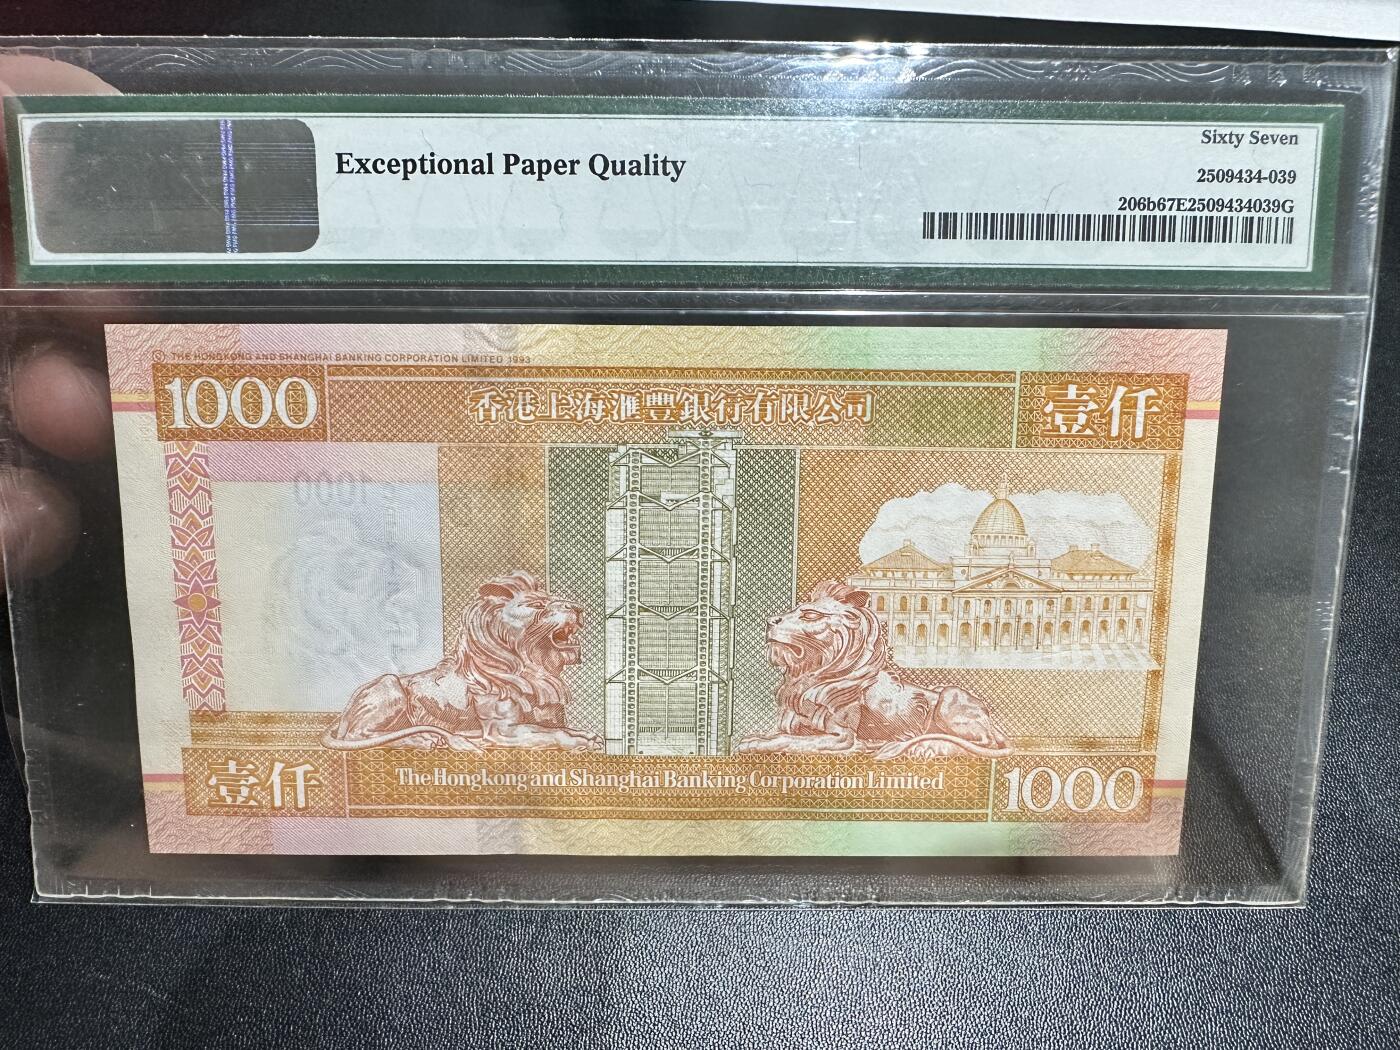 Sixty Seven
Exceptional Paper Quality
2509434-039
206b67E2509434039G
© THE HONGKONG AND SHANGHAI BANKING CORPORATION LIMITED 1993
1000 香港上海滙豐銀行有限公司 壹仟
壹仟 The Hongkong and Shanghai Banking Corporation Limited 1000